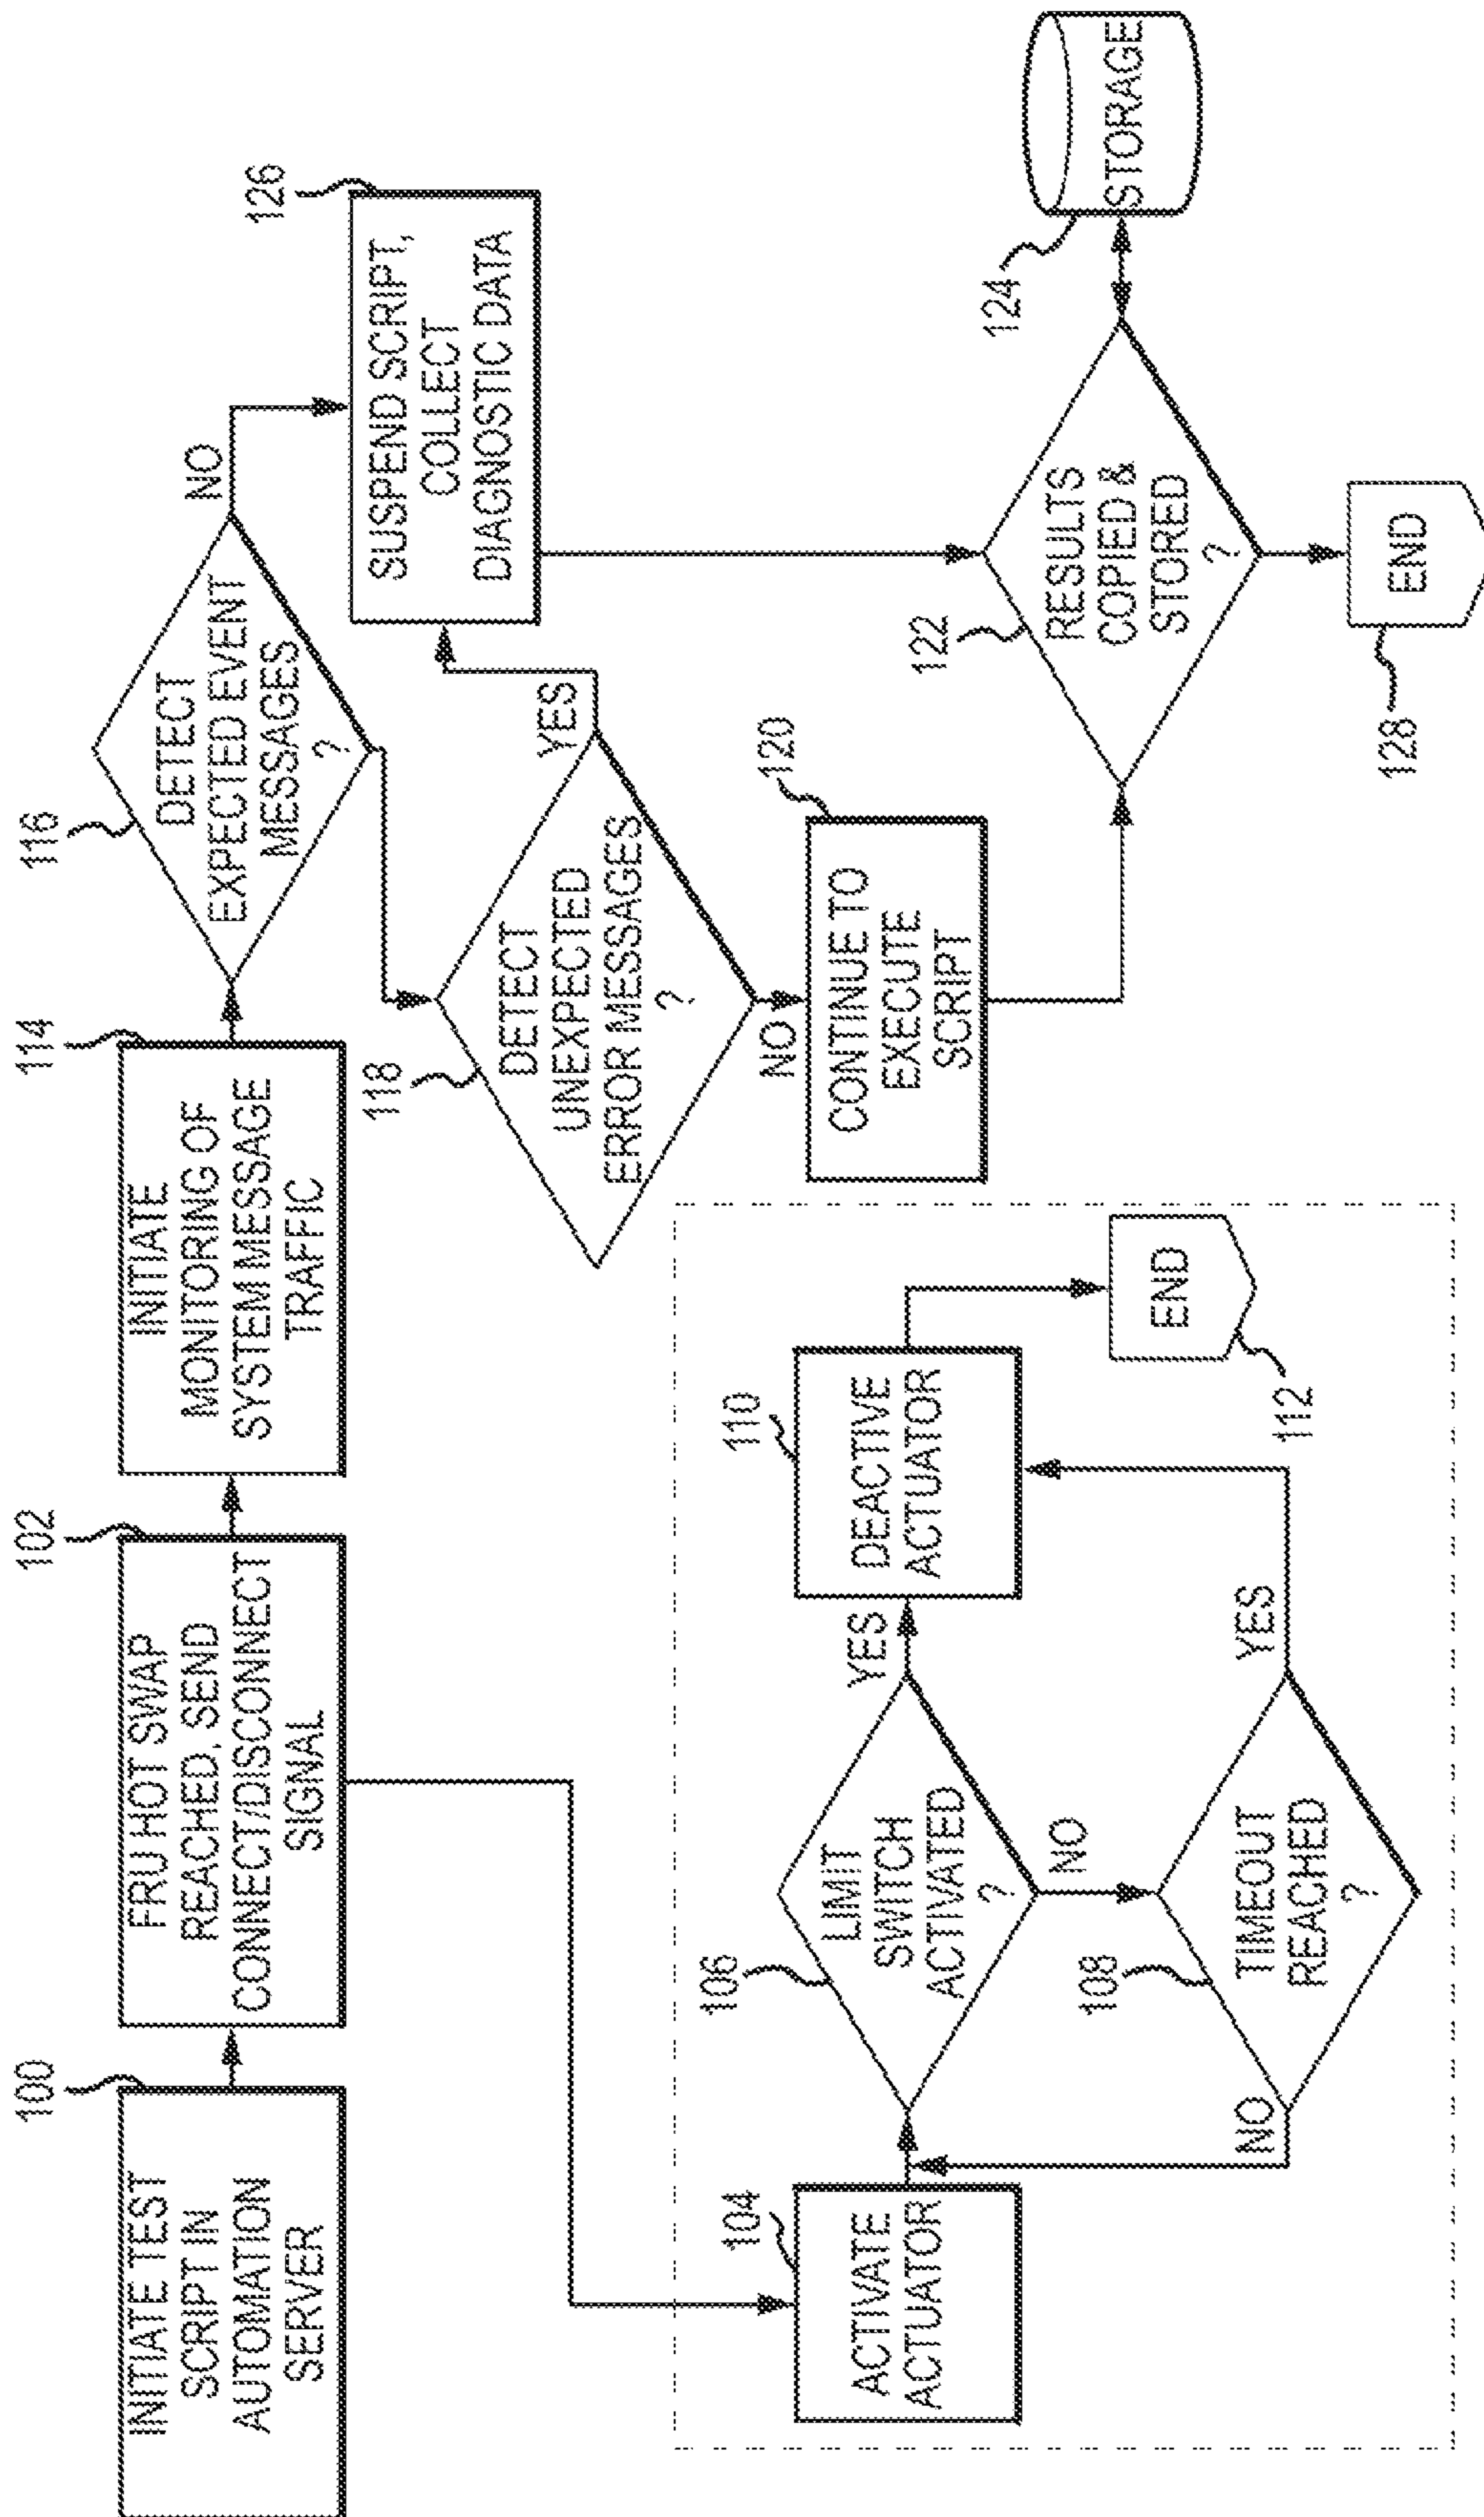 100
INITIATE TEST
SCRIPT IN
AUTOMATION
SERVER
102
FRU HOT SWAP
REACHED, SEND
CONNECT/DISCONNECT
SIGNAL
114
INITIATE
MONITORING OF
SYSTEM MESSAGE
TRAFFIC
116
DETECT
EXPECTED EVENT
MESSAGES
?
NO
126
SUSPEND SCRIPT,
COLLECT
DIAGNOSTIC DATA
118
DETECT
UNEXPECTED
ERROR MESSAGES
?
YES
NO
120
CONTINUE TO
EXECUTE
SCRIPT
122
RESULTS
COPIED &
STORED
?
124
STORAGE
128
END
104
ACTIVATE
ACTUATOR
106
LIMIT
SWITCH
ACTIVATED
?
YES
NO
108
TIMEOUT
REACHED
?
YES
NO
110
DEACTIVE
ACTUATOR
112
END